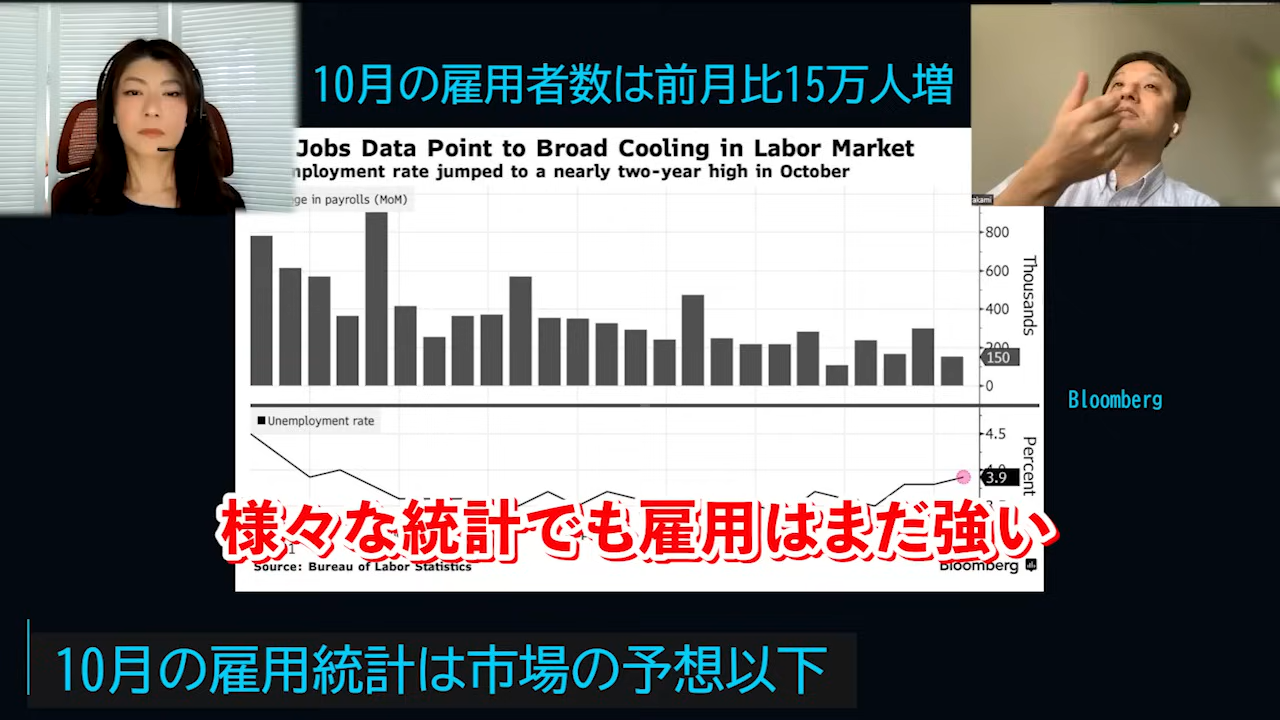 10月の雇用者数は前月比15万人増
Jobs Data Point to Broad Cooling in Labor Market
mployment rate jumped to a nearly two-year high in October
ge in payrolls (MoM)
akami
800
600
400
200
150
0
Thousands
Bloomberg
Unemployment rate
4.5
4.0
3.9
Percent
様々な統計でも雇用はまだ強い
Source: Bureau of Labor Statistics
Bloomberg
10月の雇用統計は市場の予想以下